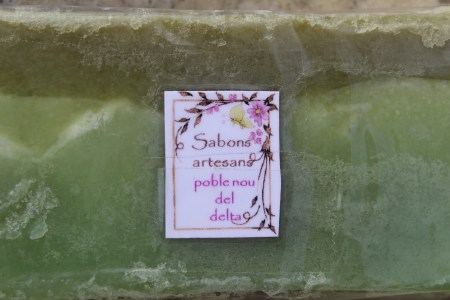 Sabons
artesans
poble nou
del
delta